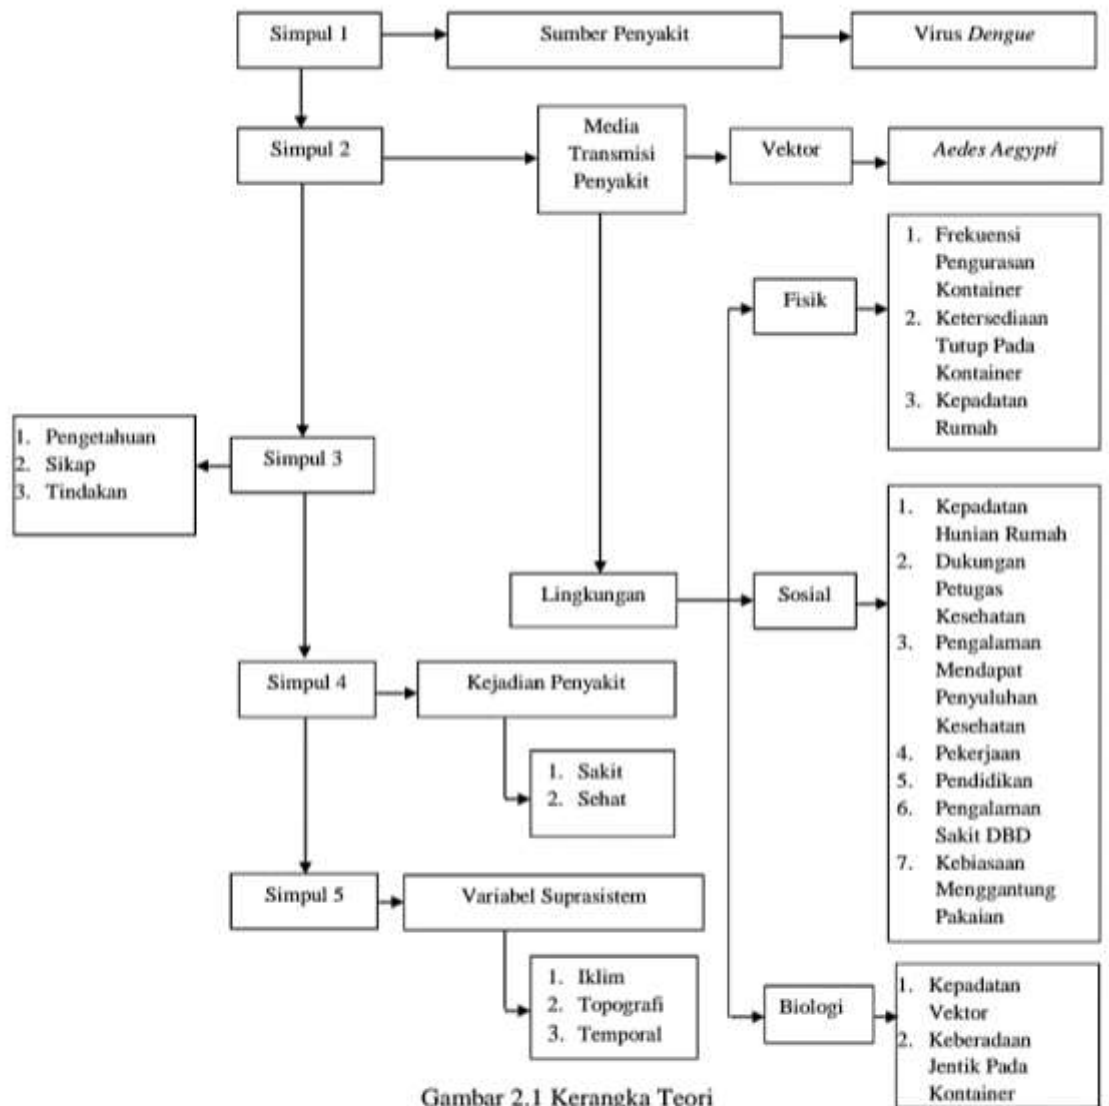 Simpul 1
Sumber Penyakit
Virus Dengue
Simpul 2
Media
Transmisi
Penyakit
Vektor
Aedes Aegypti
Fisik
1. Frekuensi
Pengurasan
Kontainer
2. Ketersediaan
Tutup Pada
Kontainer
3. Kepadatan
Rumah
1. Pengetahuan
2. Sikap
3. Tindakan
Simpul 3
Lingkungan
Sosial
1. Kepadatan
Hunian Rumah
2. Dukungan
Petugas
Kesehatan
3. Pengalaman
Mendapat
Penyuluhan
Kesehatan
4. Pekerjaan
5. Pendidikan
6. Pengalaman
Sakit DBD
7. Kebiasaan
Menggantung
Pakaian
Simpul 4
Kejadian Penyakit
1. Sakit
2. Sehat
Simpul 5
Variabel Suprasistem
1. Iklim
2. Topografi
3. Temporal
Biologi
1. Kepadatan
Vektor
2. Keberadaan
Jentik Pada
Kontainer
Gambar 2.1 Kerangka Teori